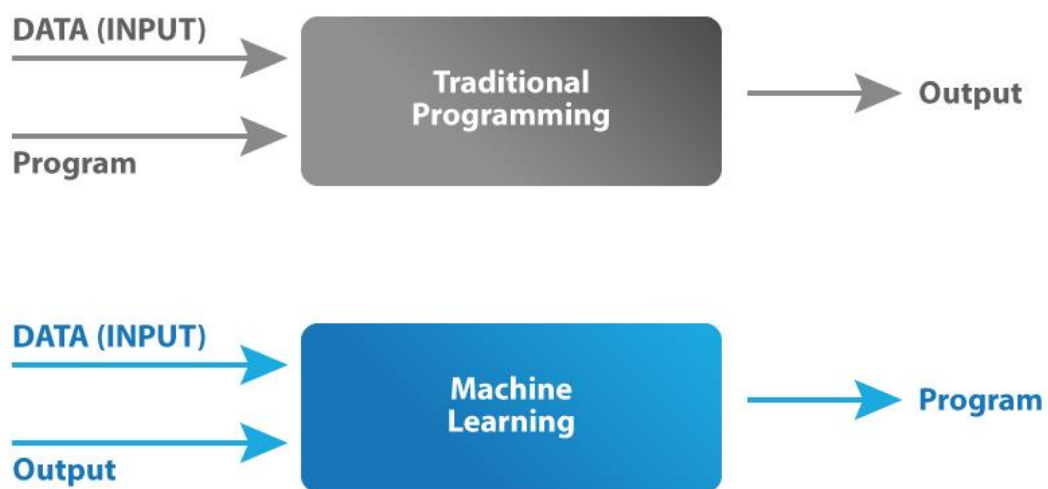 DATA (INPUT)
Program
Traditional
Programming
Output
DATA (INPUT)
Output
Machine
Learning
Program